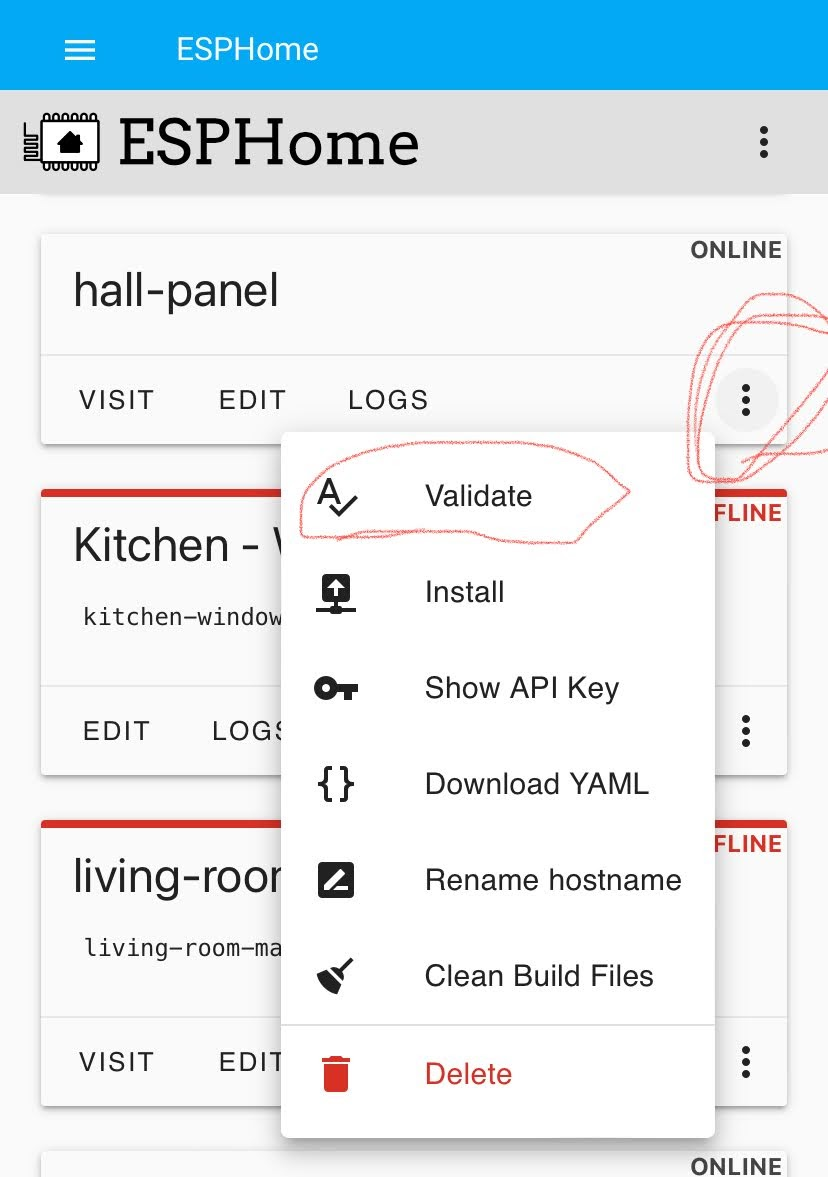 ESPHome
ESPHome
ONLINE
hall-panel
VISIT EDIT LOGS
Validate
FLINE
Kitchen -
kitchen-window
Install
Show API Key
EDIT LOGS
Download YAML
FLINE
living-roor
Rename hostname
living-room-ma
Clean Build Files
VISIT EDIT
Delete
ONLINE